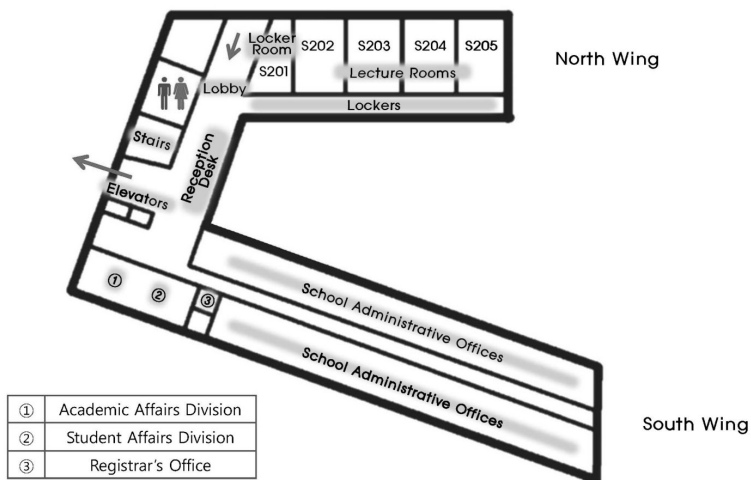 Locker
Room
S201
S202
S203
S204
S205
North Wing
Lecture Rooms
Lobby
Lockers
Stairs
Reception
Desk
Elevators
① ② ③
School Administrative Offices
School Administrative Offices
South Wing
① Academic Affairs Division
② Student Affairs Division
③ Registrar's Office